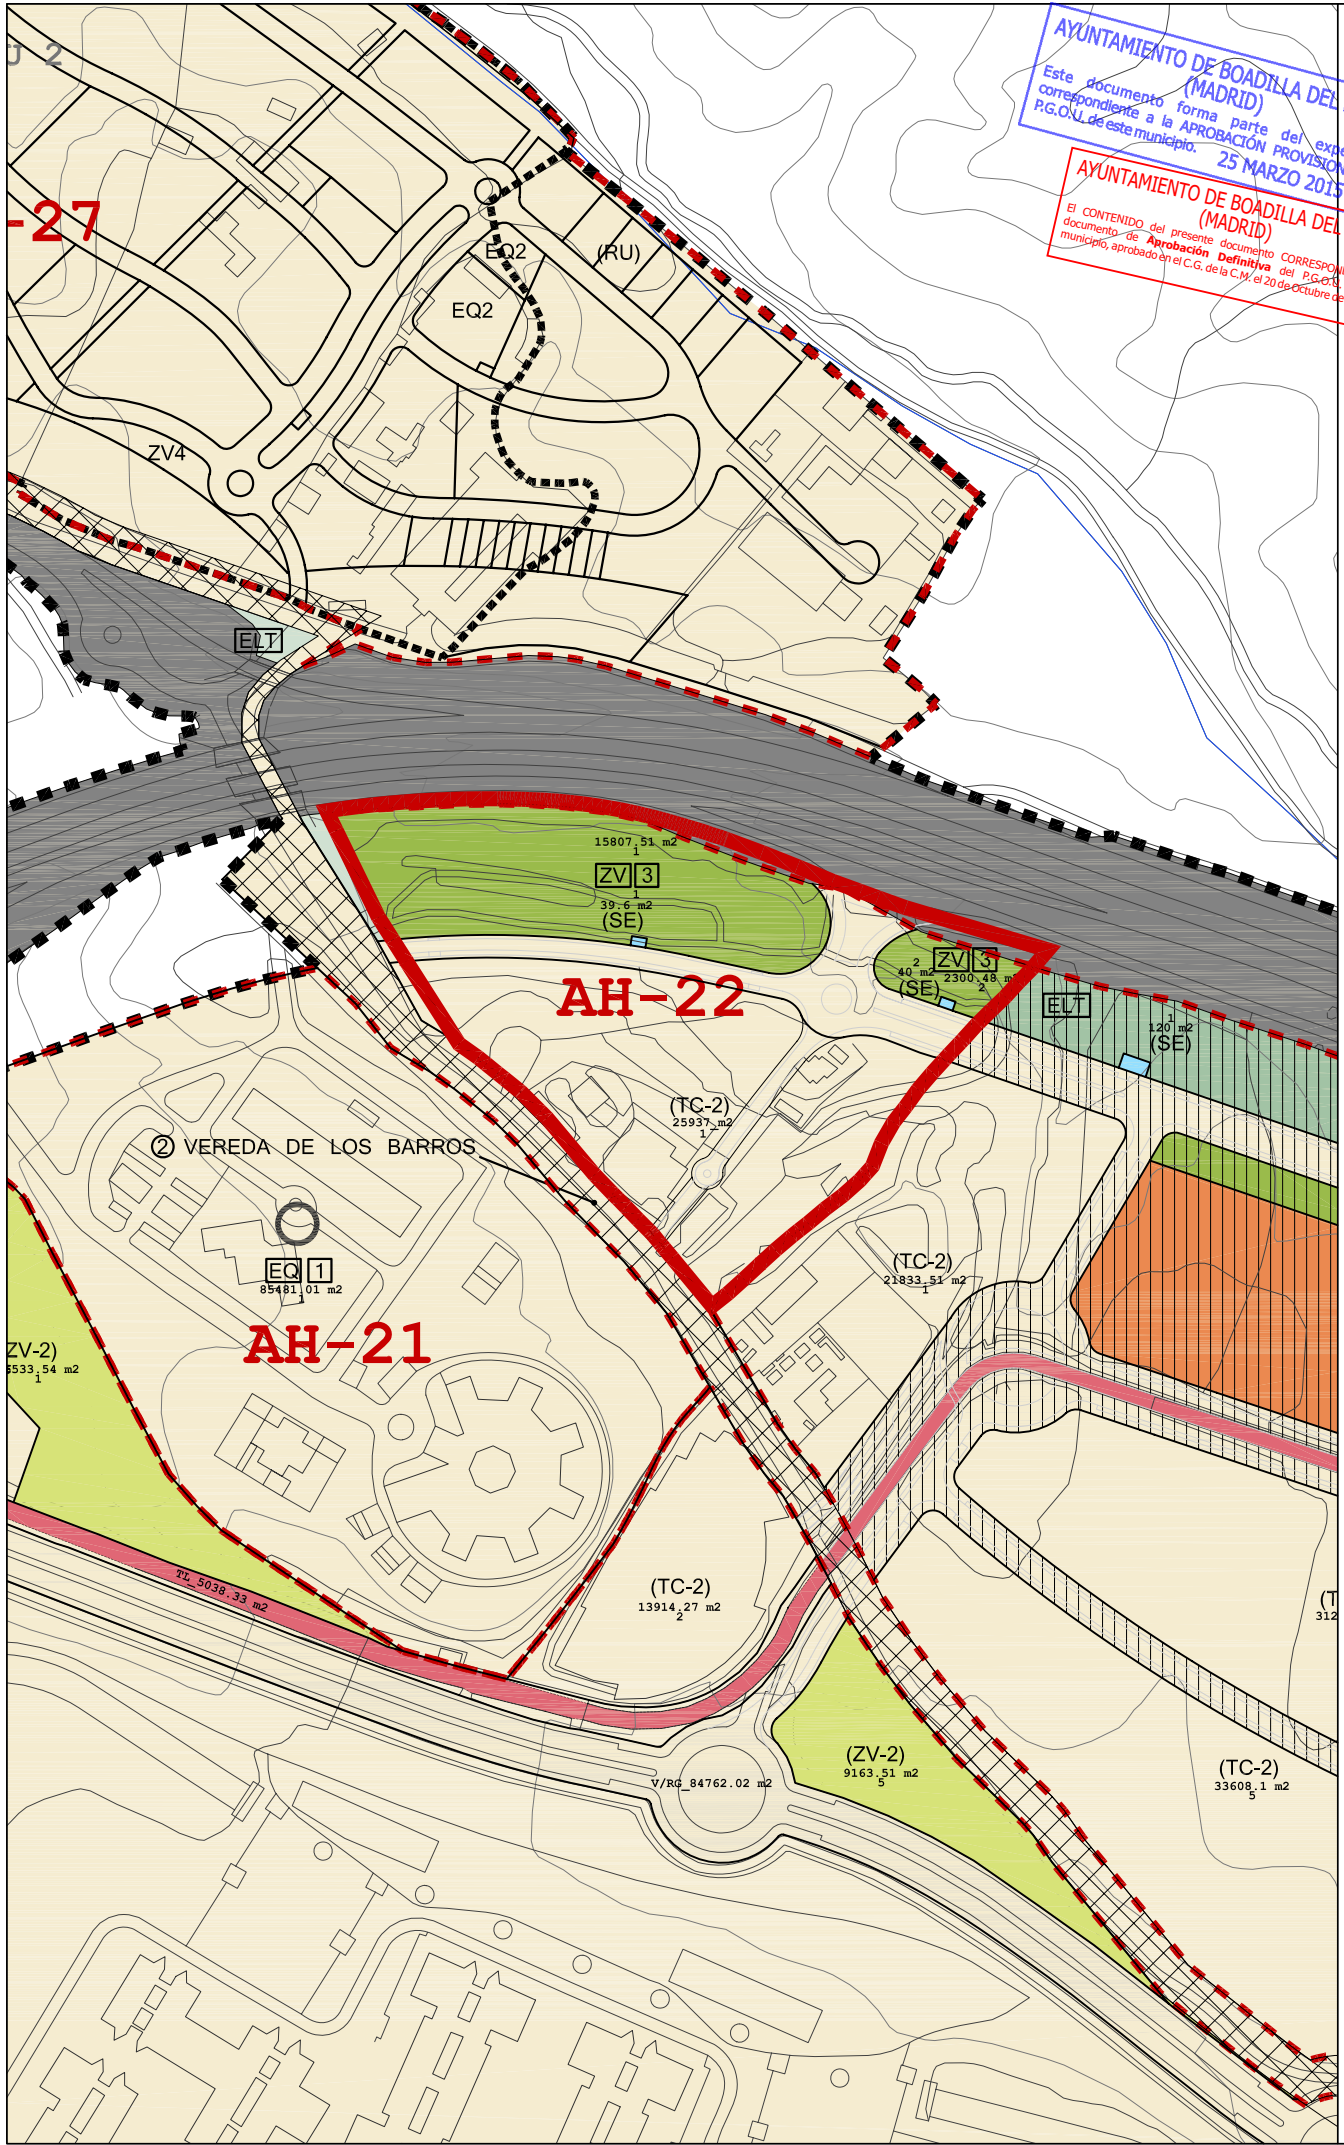 U 2
AYUNTAMIENTO DE BOADILLA DEL
(MADRID)
Este documento forma parte del
correspondiente a la APROBACIÓN
P.G.O.U. de este municipio. 25 MARZO 2015
AYUNTAMIENTO DE BOADILLA DEL
(MADRID)
El CONTENIDO del presente documento
documento de Aprobación Definitiva del P.G.O.U.
municipio, aprobado en el C.G. de la C.M. el 20 de Octubre de
-27
EQ2
(RU)
EQ2
ZV4
ELT
15807.51 m2
1
ZV 3
1
39.6 m2
(SE)
2
40 m2
(SE)
ZV 3
2300.48 m
2
AH-22
ELT
1
120 m2
(SE)
(TC-2)
25937 m2
1
② VEREDA DE LOS BARROS
EQ 1
85481.01 m2
1
(TC-2)
21833.51 m2
1
AH-21
ZV-2)
533.54 m2
1
TL_5038.33 m2
(TC-2)
13914.27 m2
2
(T
312
(ZV-2)
9163.51 m2
5
V/RG_84762.02 m2
(TC-2)
33608.1 m2
5